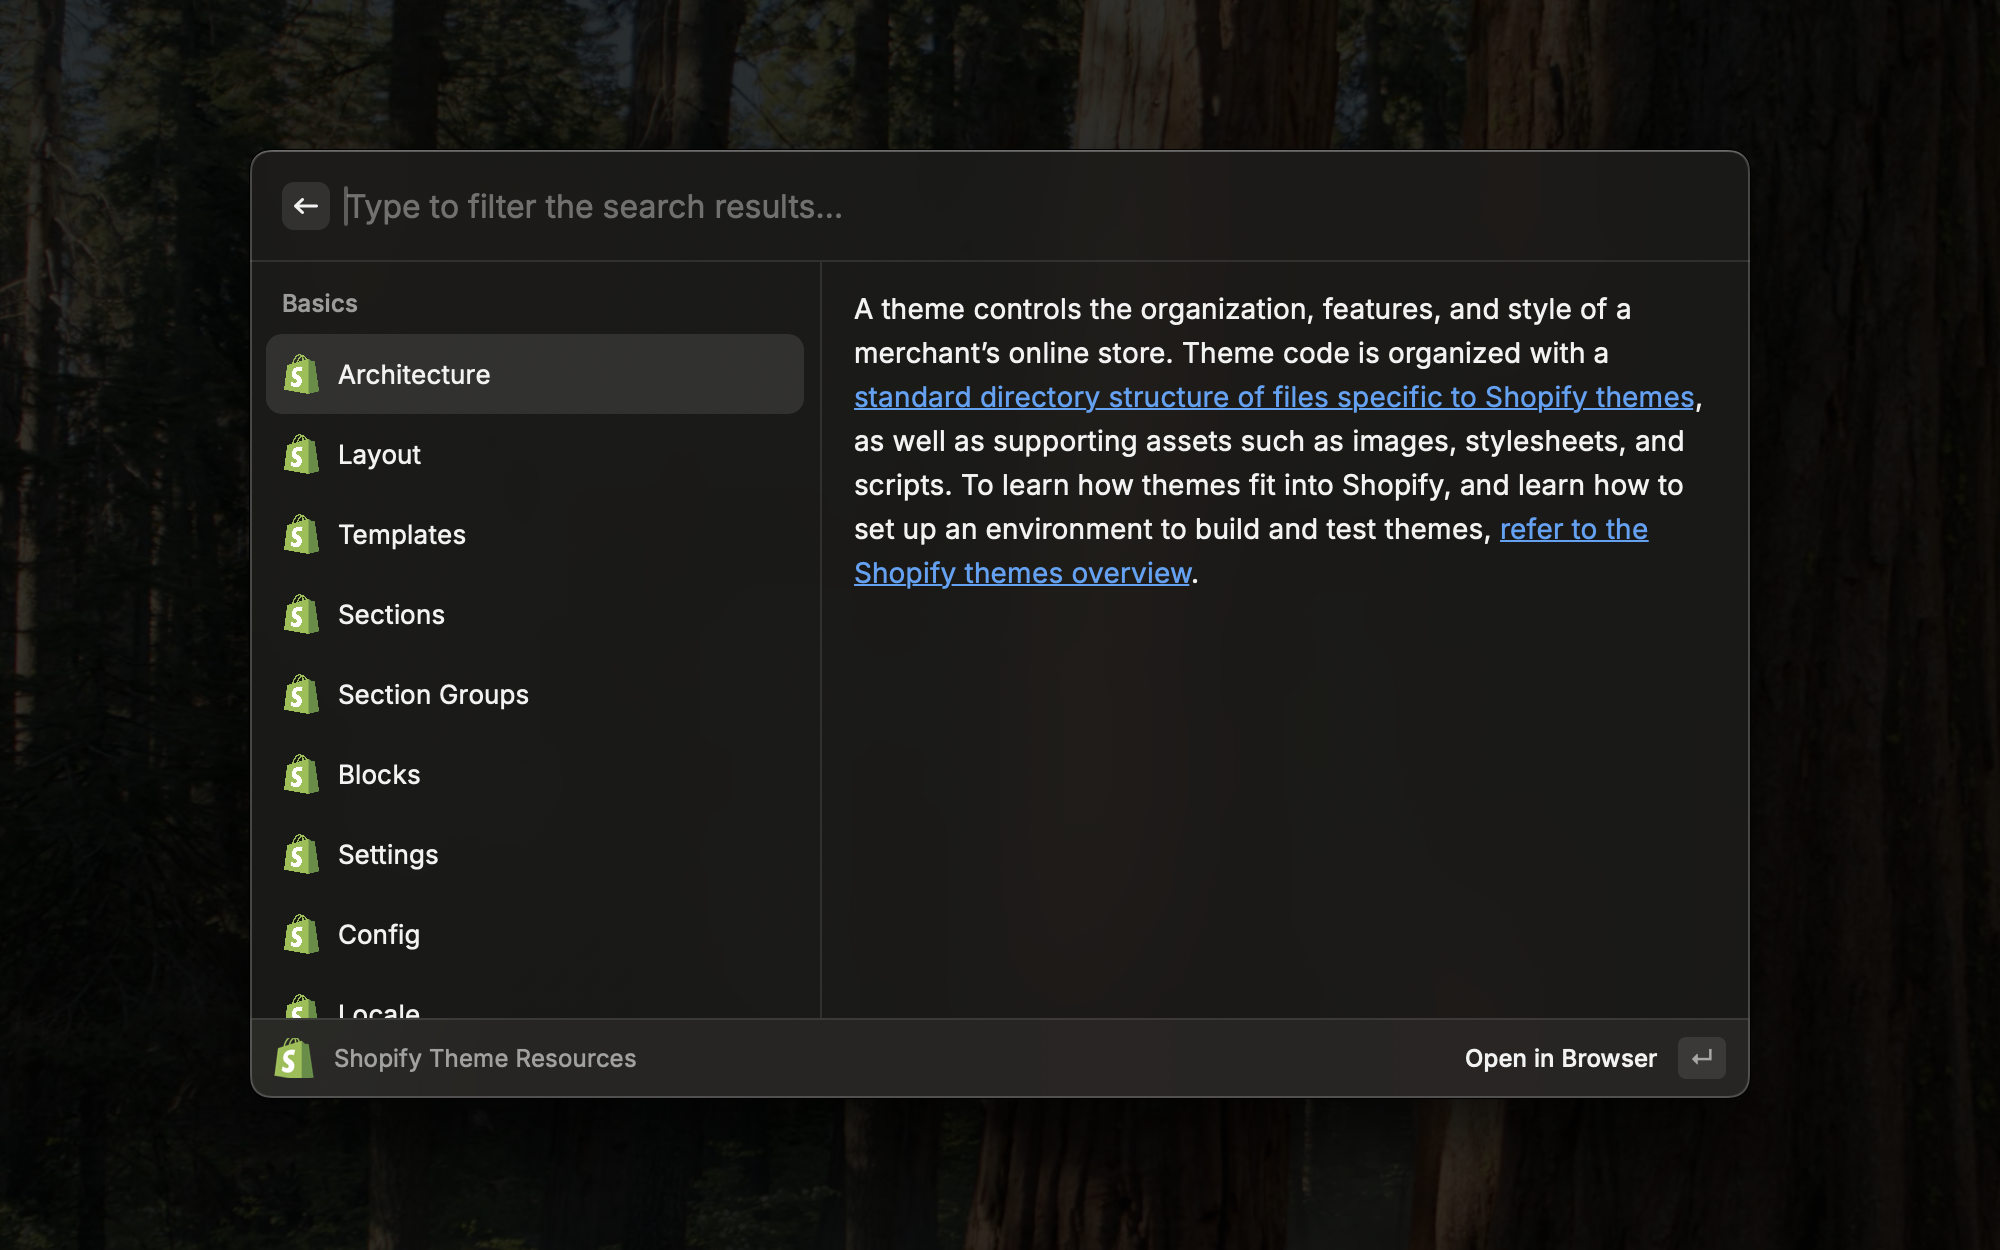 Type to filter the search results...
Basics
Architecture
Layout
Templates
Sections
Section Groups
Blocks
Settings
Config
Locale
A theme controls the organization, features, and style of a
merchant’s online store. Theme code is organized with a
standard directory structure of files specific to Shopify themes,
as well as supporting assets such as images, stylesheets, and
scripts. To learn how themes fit into Shopify, and learn how to
set up an environment to build and test themes, refer to the
Shopify themes overview.
Shopify Theme Resources
Open in Browser